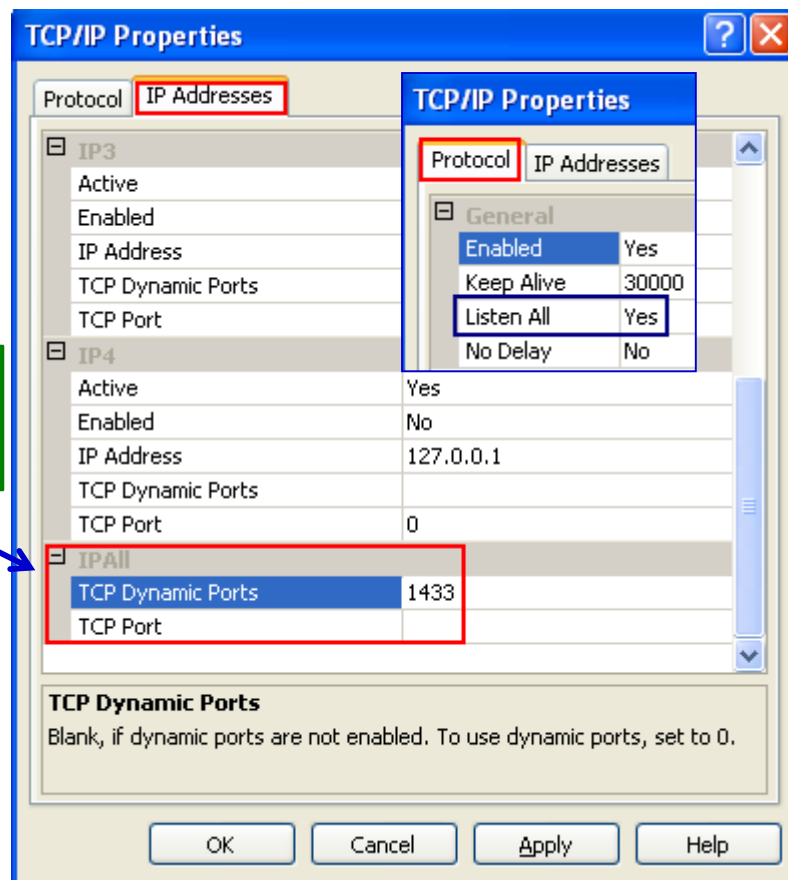 TCP/IP Properties
Protocol IP Addresses
IP3
Active
Enabled
IP Address
TCP Dynamic Ports
TCP Port
TCP/IP Properties
Protocol IP Addresses
General
Enabled Yes
Keep Alive 30000
Listen All Yes
No Delay No
IP4
Active Yes
Enabled No
IP Address 127.0.0.1
TCP Dynamic Ports
TCP Port 0
IPAll
TCP Dynamic Ports 1433
TCP Port
TCP Dynamic Ports
Blank, if dynamic ports are not enabled. To use dynamic ports, set to 0.
OK Cancel Apply Help